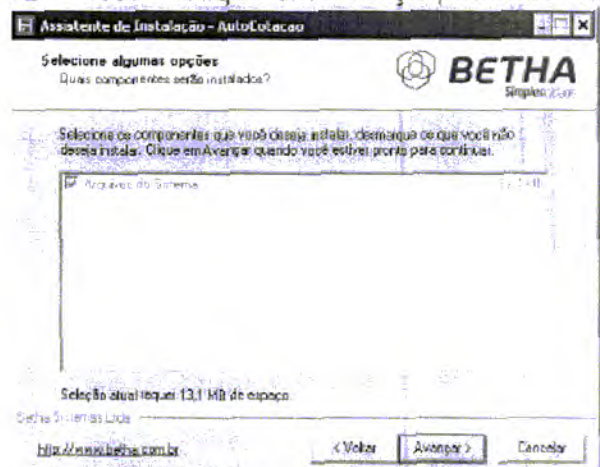 Assistente de Instalação - AutoCotacao
Selecione algumas opções
Quais componentes serão instalados?
BETHA
Simples
Selecione os componentes que você deseja instalar, desmarque os que você não
deseja instalar. Clique em Avançar quando você estiver pronto para continuar.
Arquivos do Sistema
Seleção atual requer 13,1 MB de espaço.
Betha Sistemas Ltda
http://www.betha.com.br
< Voltar
Avançar >
Cancelar